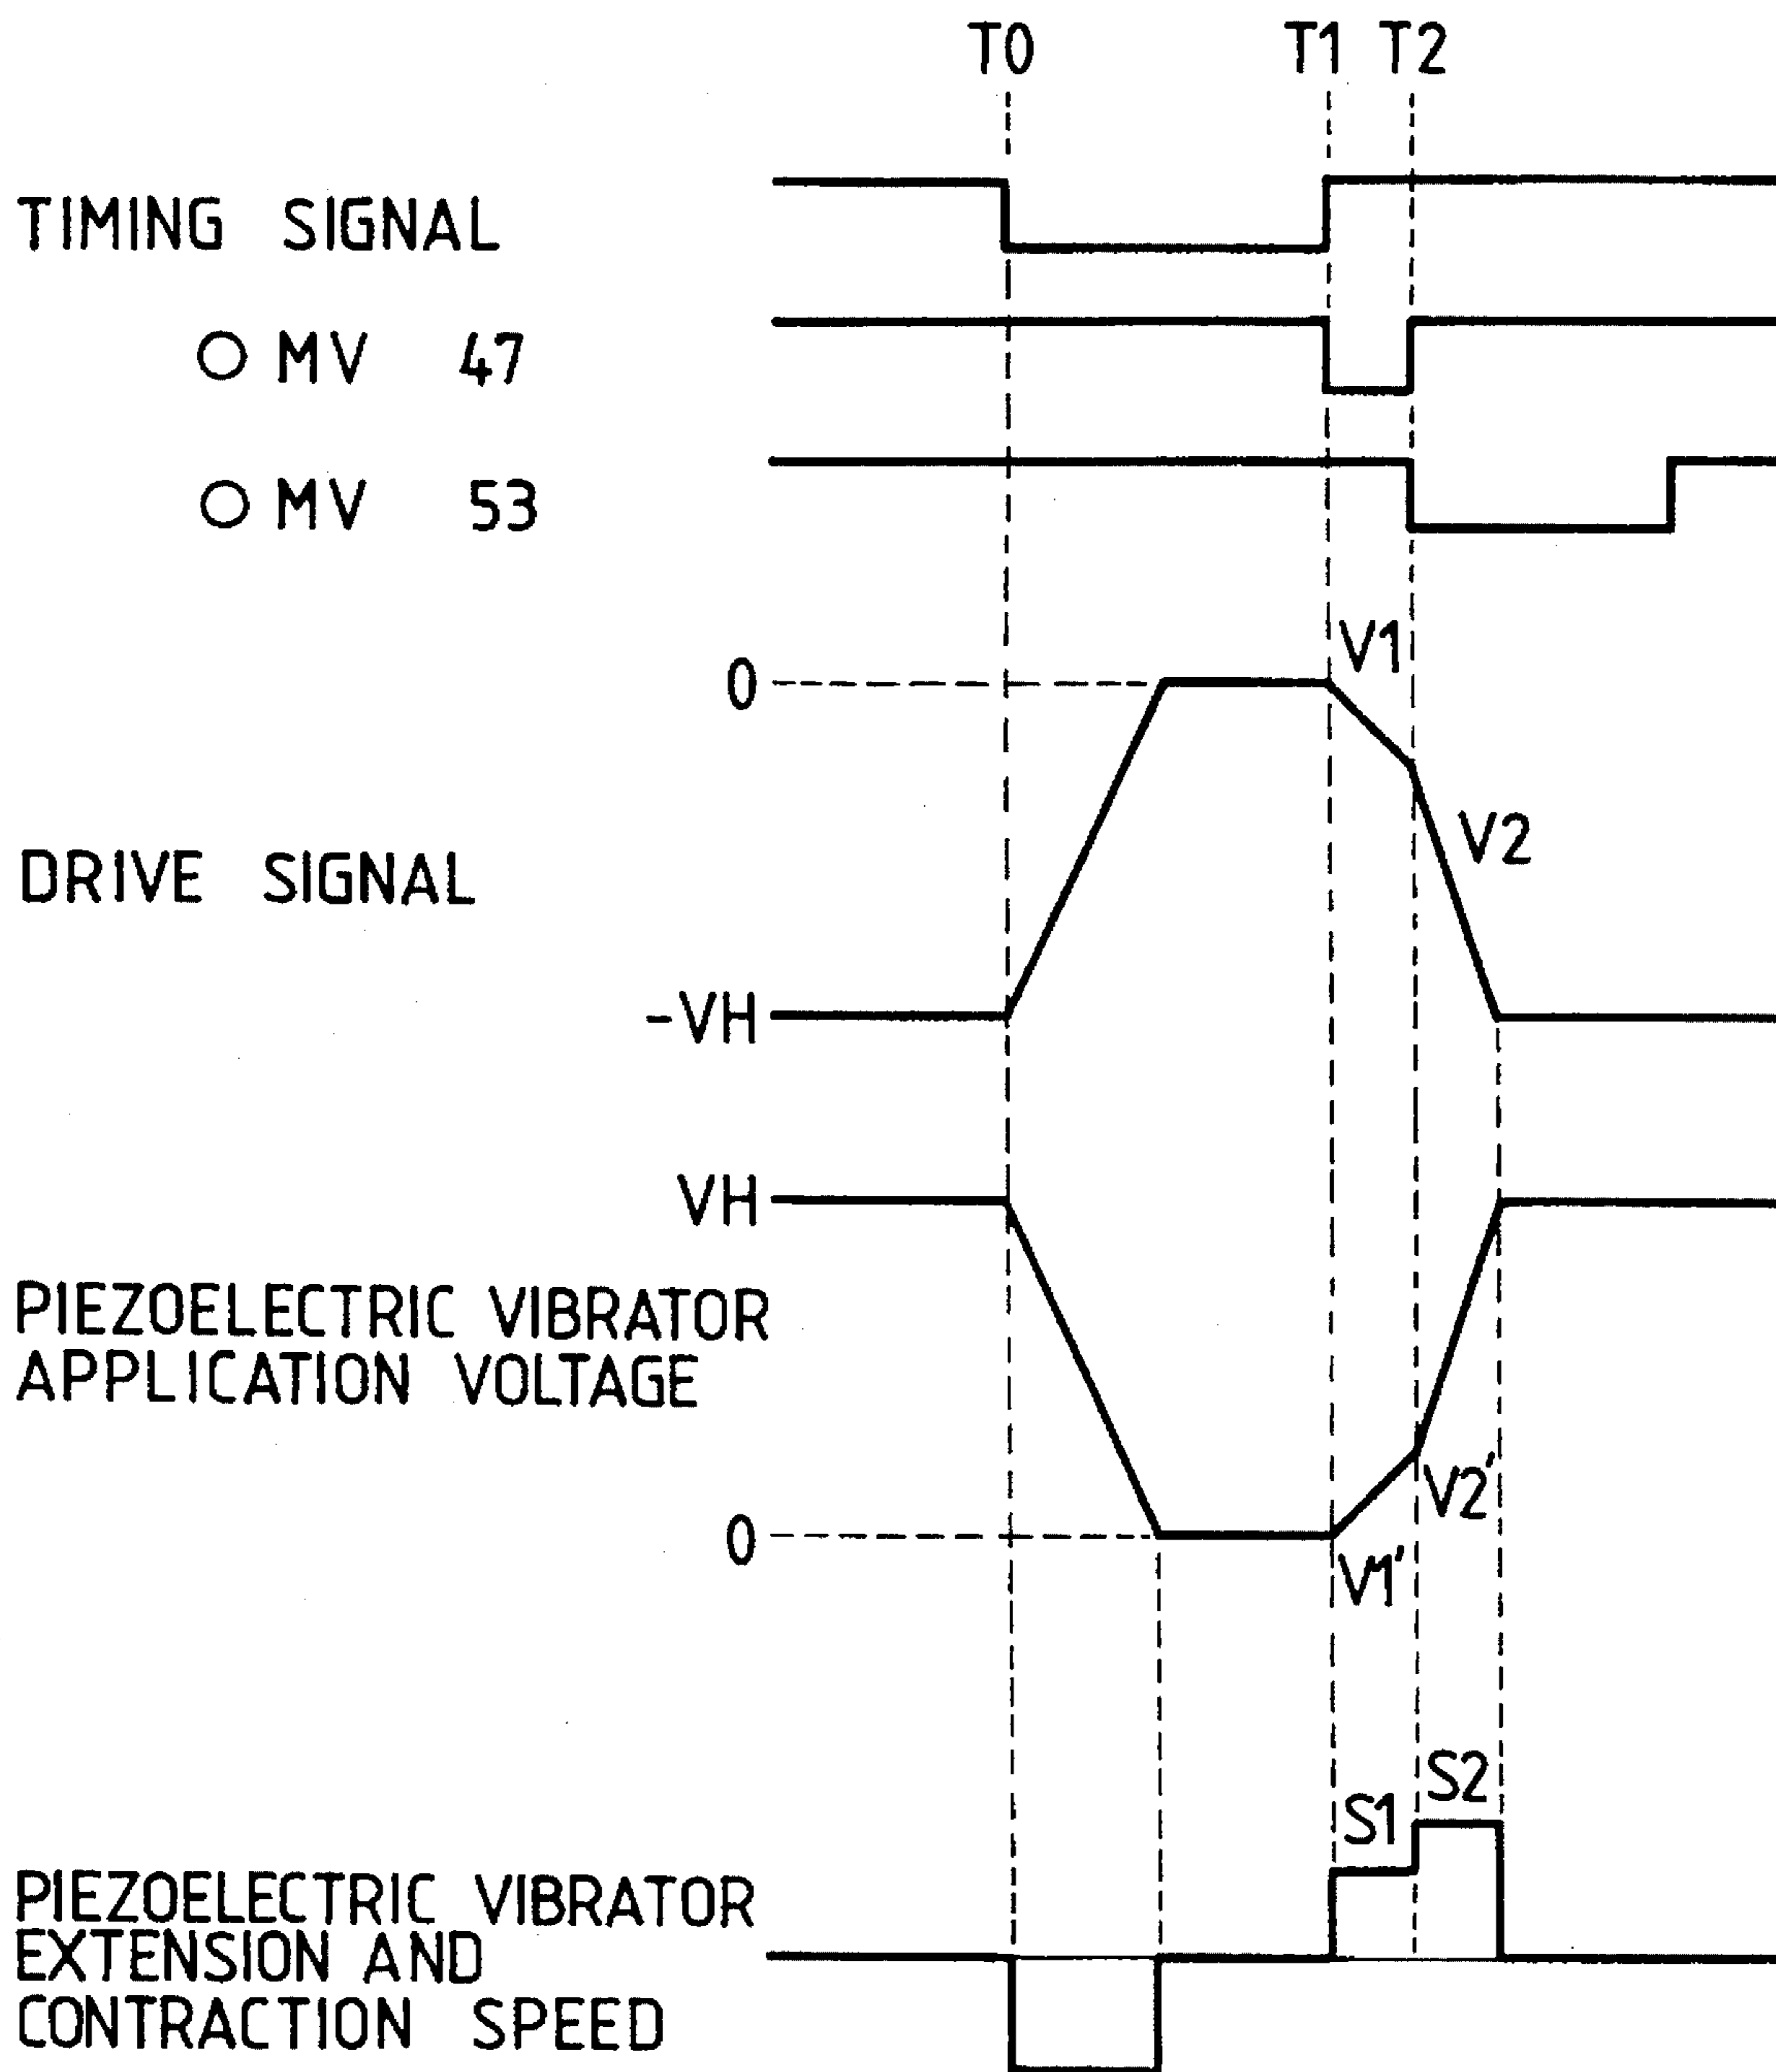 T0 T1 T2
TIMING SIGNAL
○ MV 47
○ MV 53
V1
0
V2
DRIVE SIGNAL
-VH
VH
PIEZOELECTRIC VIBRATOR
APPLICATION VOLTAGE
V2'
0
V1'
S2
S1
PIEZOELECTRIC VIBRATOR
EXTENSION AND
CONTRACTION SPEED